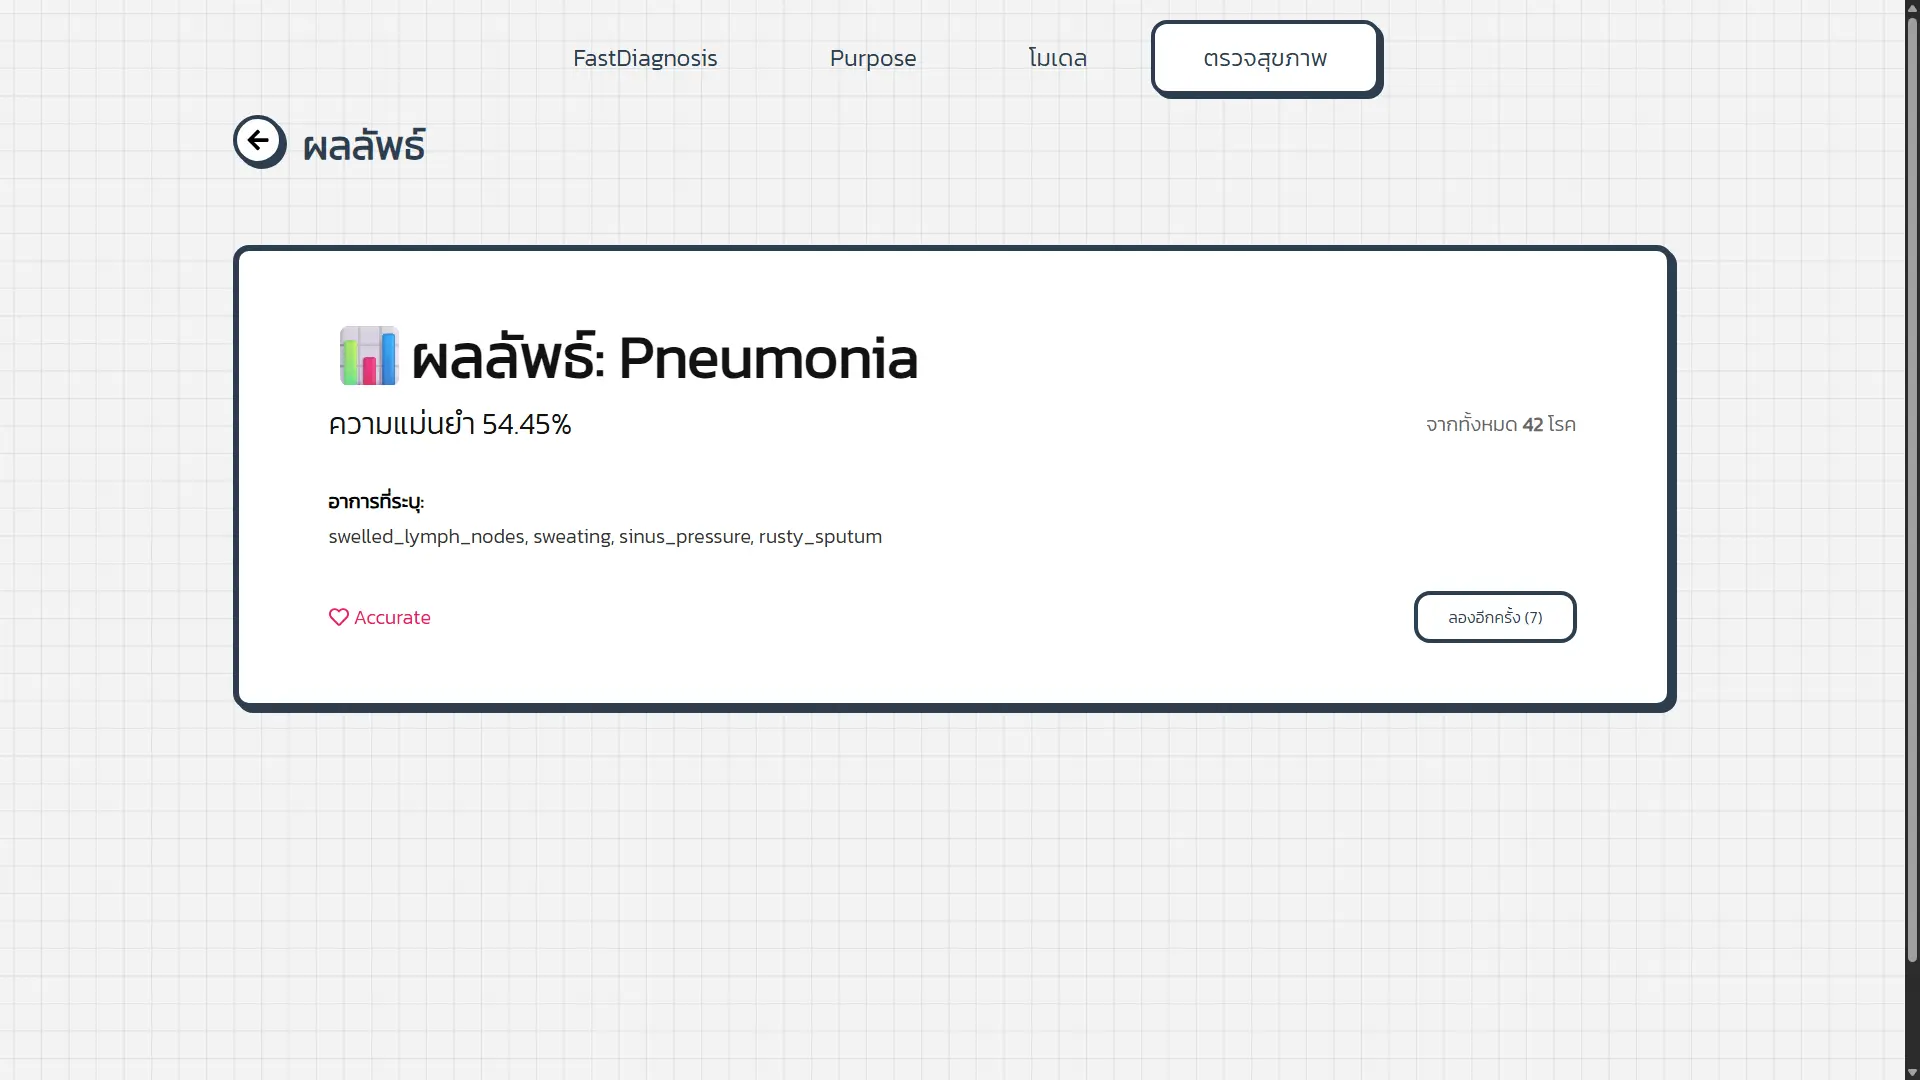 FastDiagnosis Purpose โมเดล ตรวจสุขภาพ
ผลลัพธ์
ผลลัพธ์: Pneumonia
ความแม่นยำ 54.45% จากทั้งหมด 42 โรค
อาการที่ระบุ:
swelled_lymph_nodes, sweating, sinus_pressure, rusty_sputum
Accurate ลองอีกครั้ง (7)